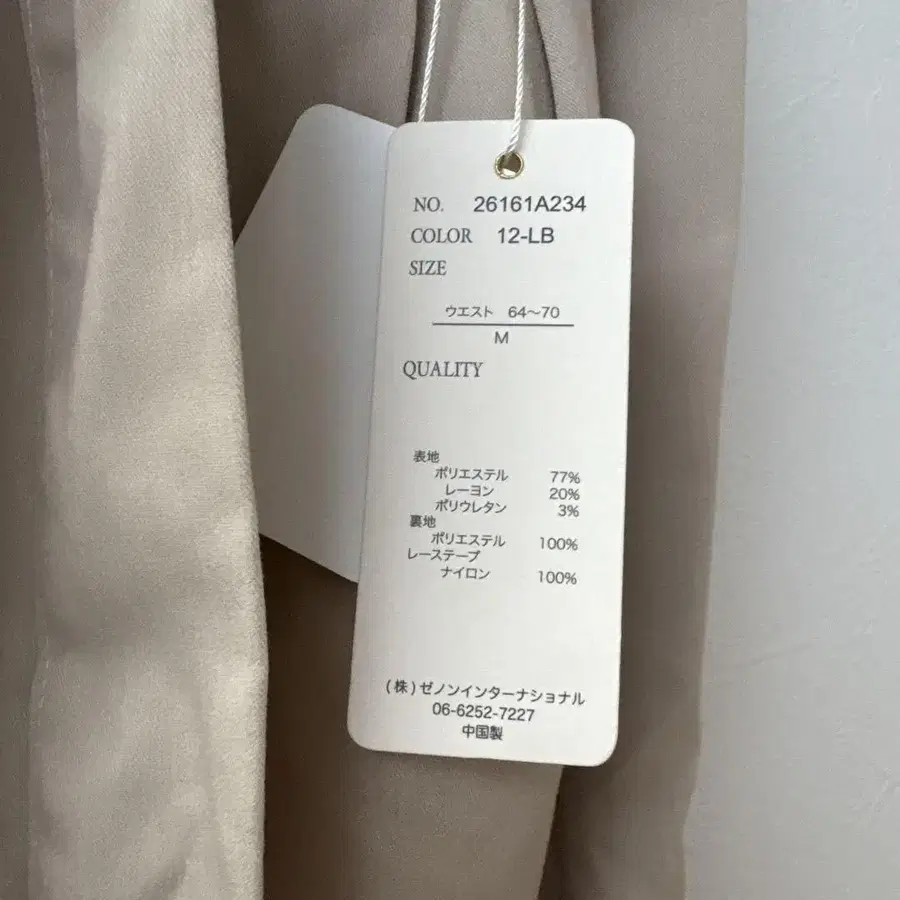 NO. 26161A234
COLOR 12-LB
SIZE
ウエスト 64〜70
M
QUALITY
表地
ポリエステル 77%
レーヨン 20%
ポリウレタン 3%
裏地
ポリエステル 100%
レーステープ
ナイロン 100%
(株)ゼノンインターナショナル
06-6252-7227
中国製